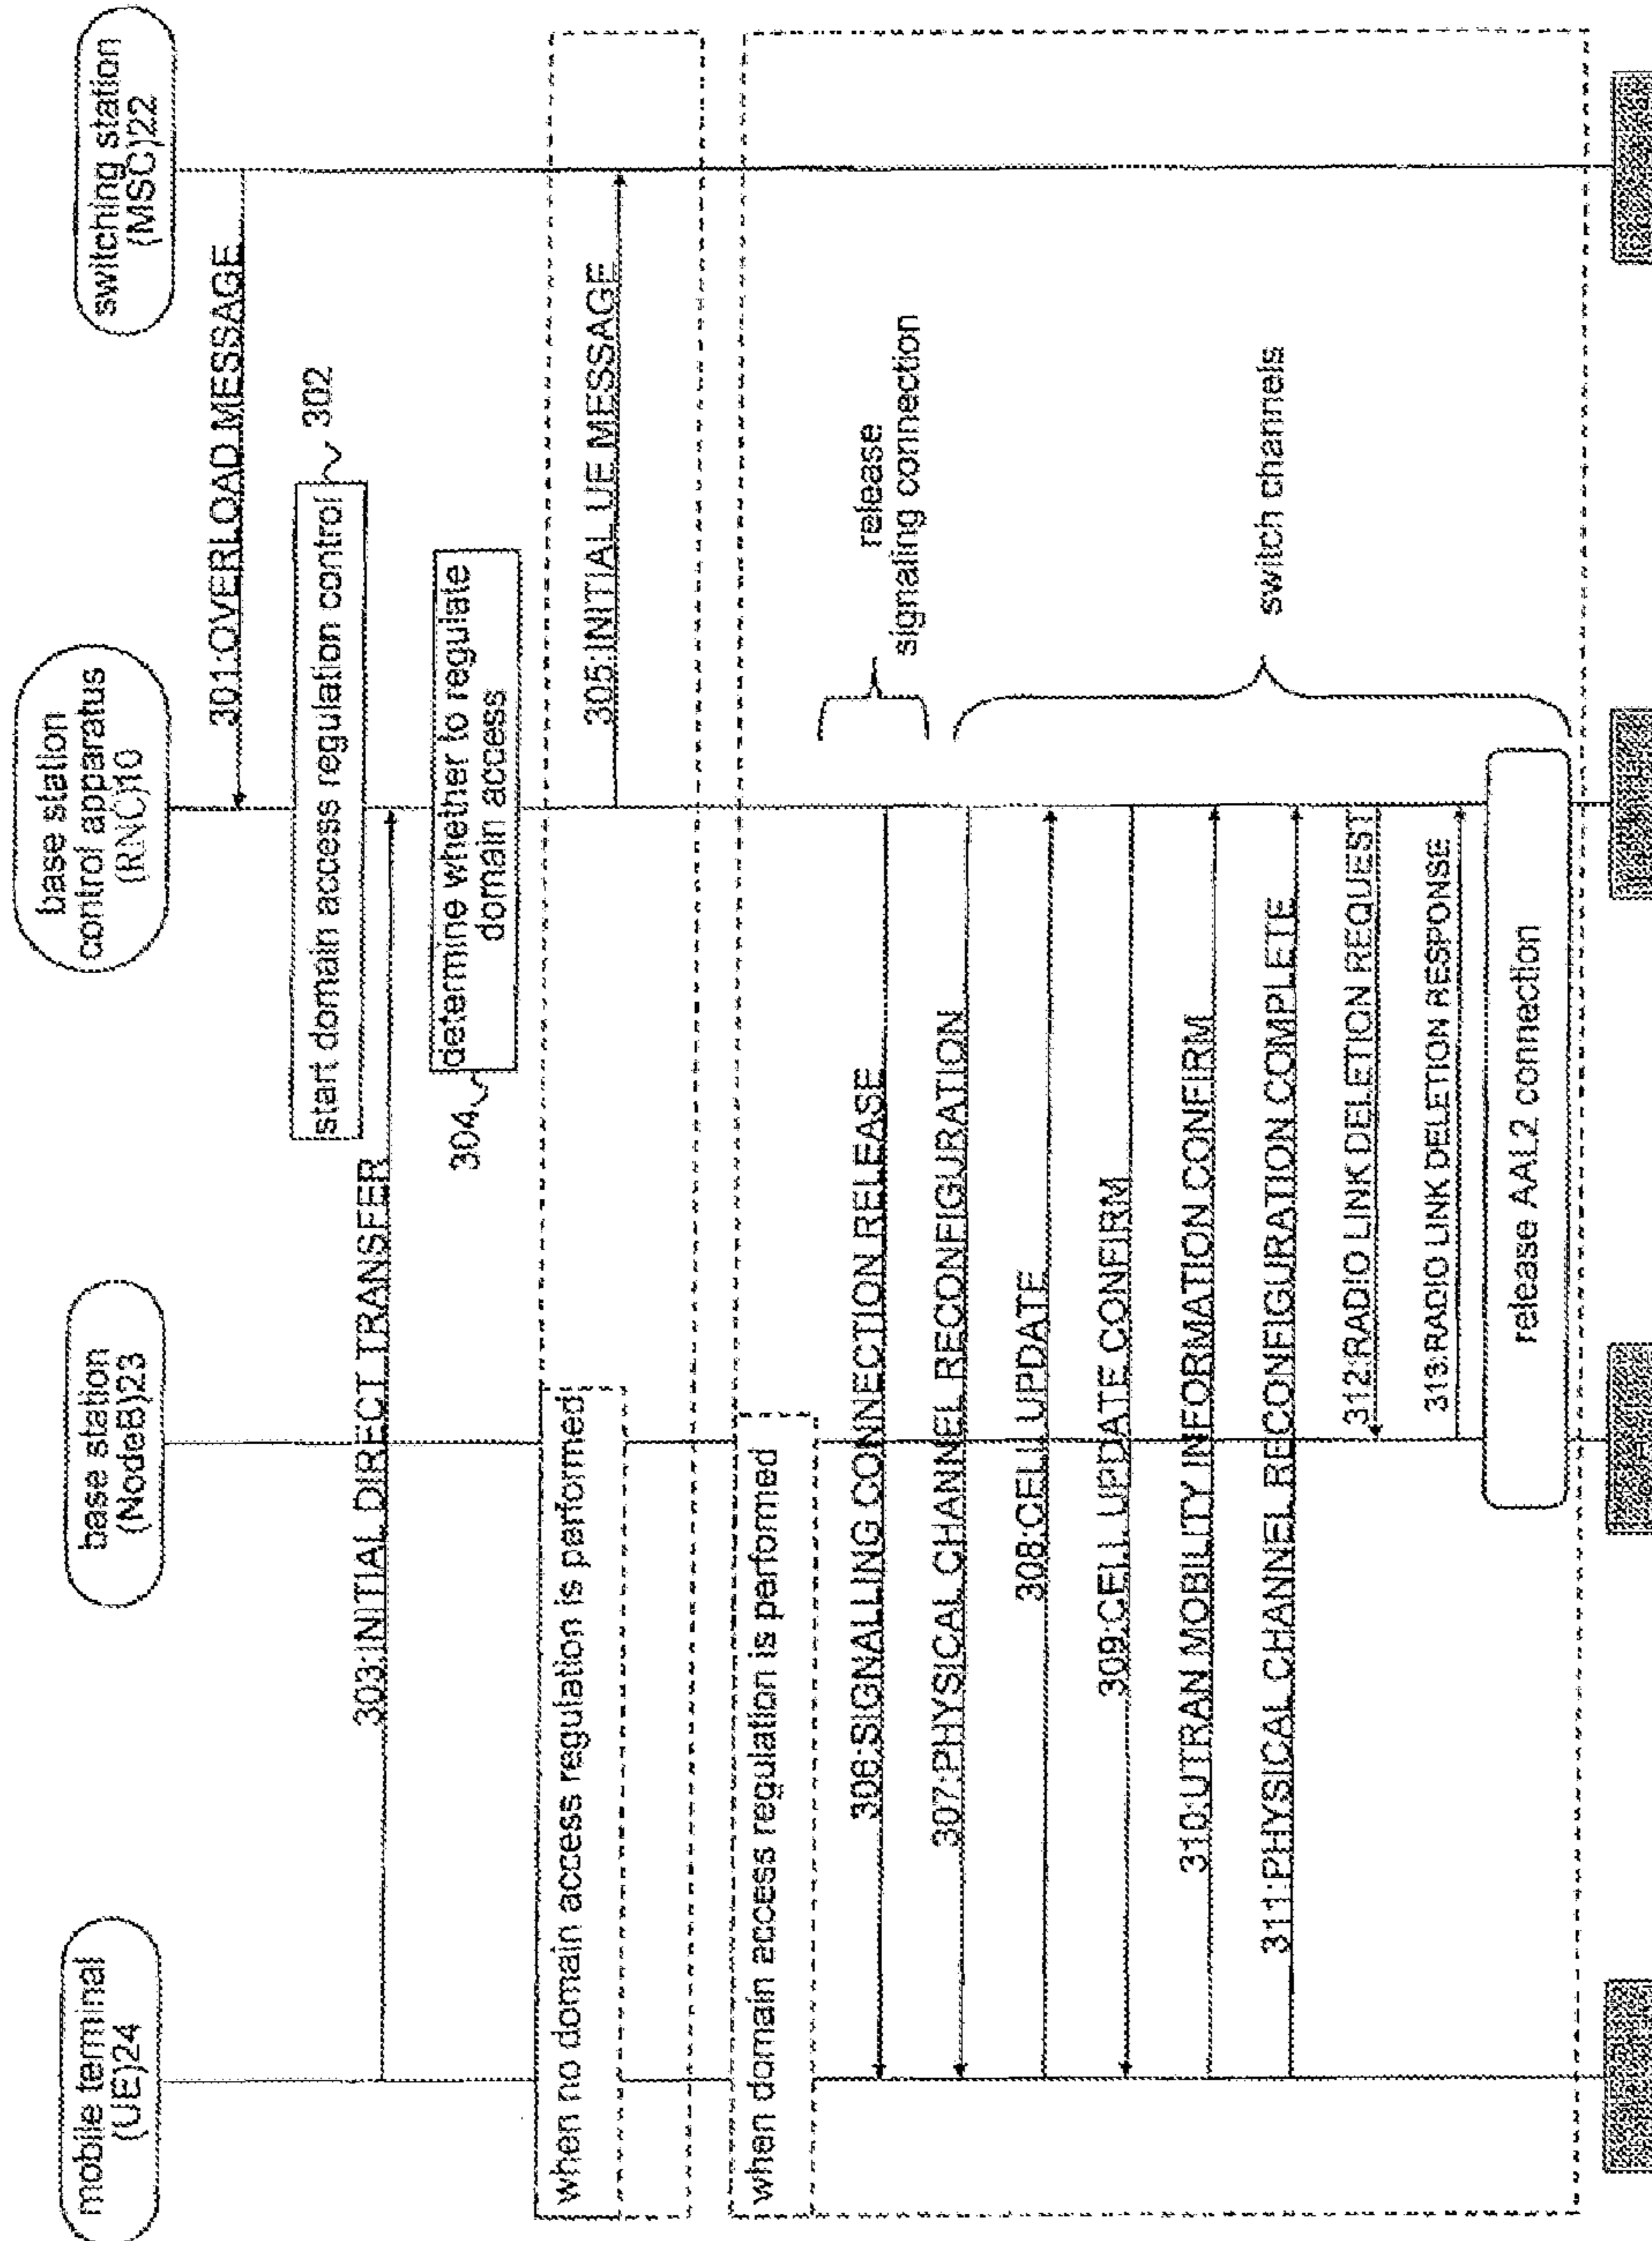 mobile terminal
(UE)24
base station
(NodeB)23
base station
control apparatus
(RNC)10
switching station
(MSC)22
301:OVERLOAD MESSAGE
start domain access regulation control
302
303:INITIAL DIRECT TRANSFER
304
determine whether to regulate
domain access
when no domain access regulation is performed
305:INITIAL UE MESSAGE
when domain access regulation is performed
306:SIGNALLING CONNECTION RELEASE
release
signaling connection
307:PHYSICAL CHANNEL RECONFIGURATION
308:CELL UPDATE
309:CELL UPDATE CONFIRM
310:UTRAN MOBILITY INFORMATION CONFIRM
311:PHYSICAL CHANNEL RECONFIGURATION COMPLETE
switch channels
312:RADIO LINK DELETION REQUEST
313:RADIO LINK DELETION RESPONSE
release AAL2 connection